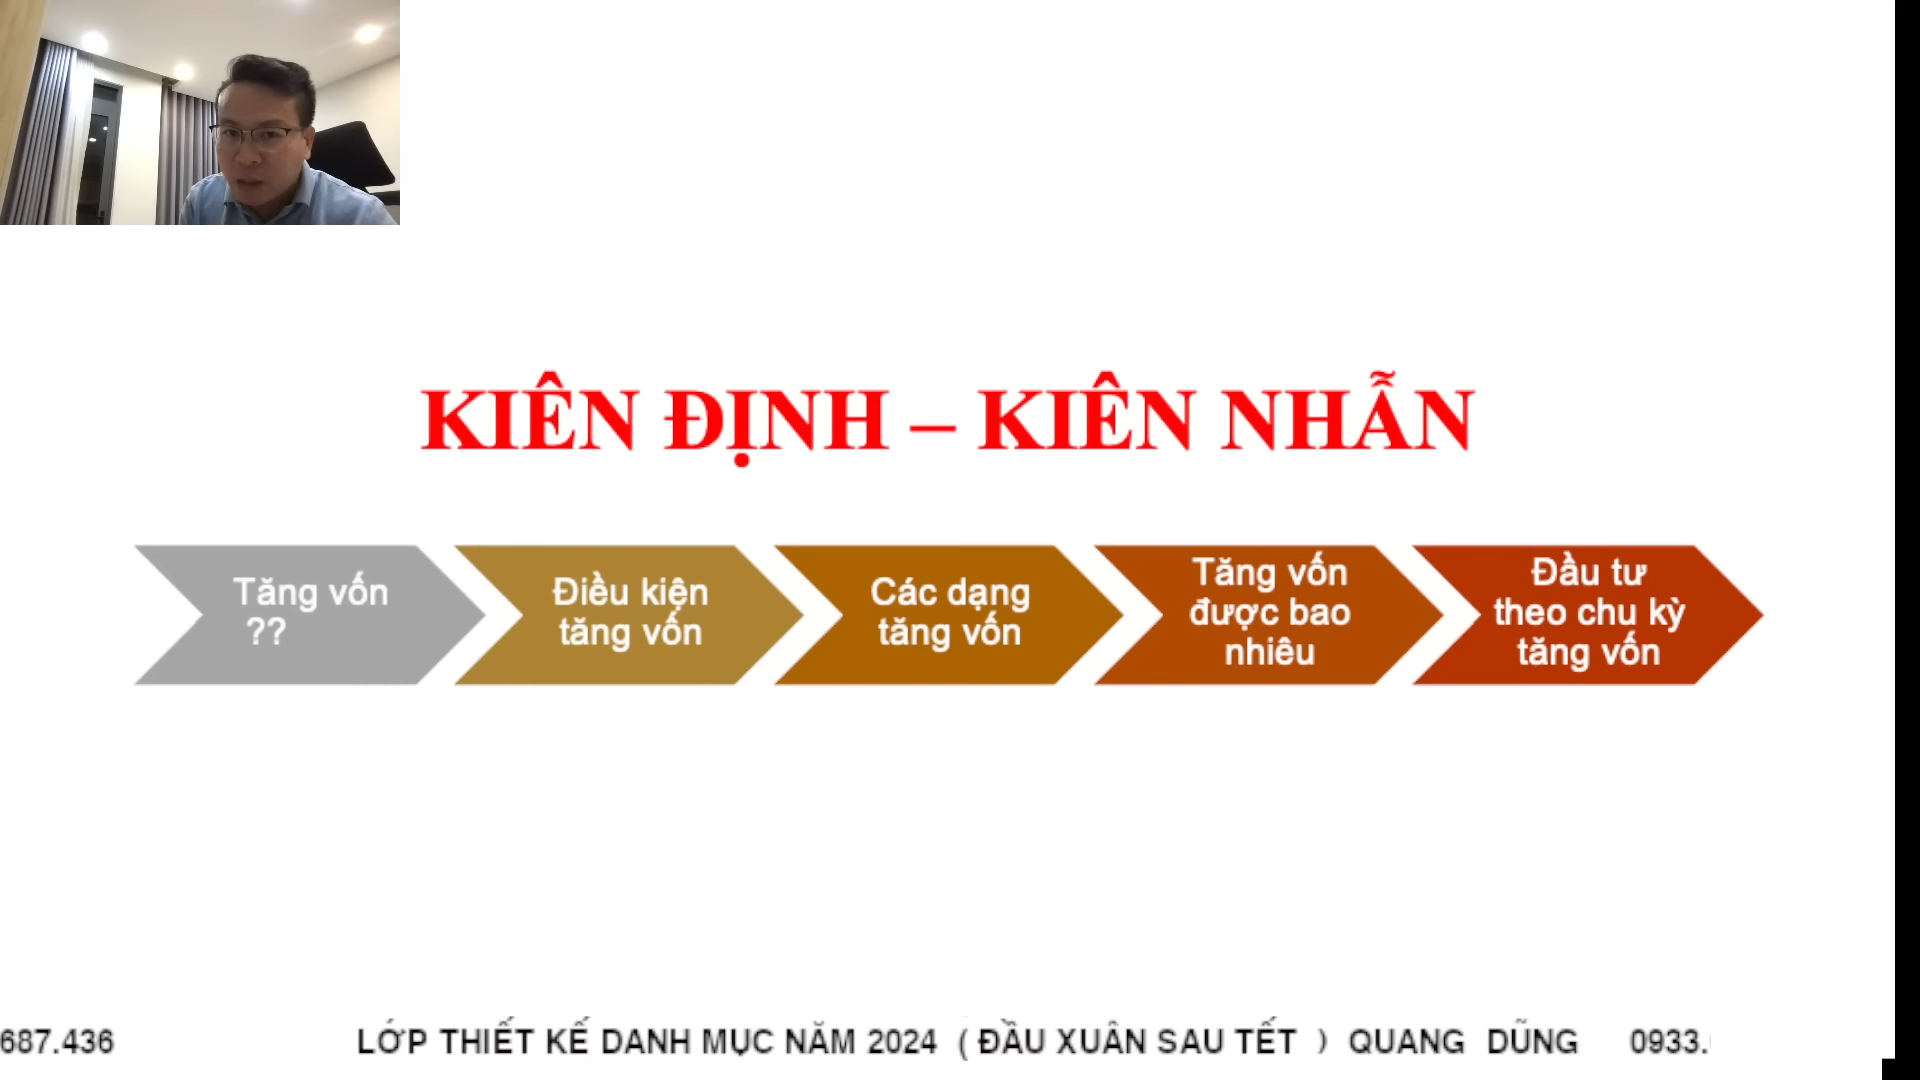 KIÊN ĐỊNH – KIÊN NHẪN
Tăng vốn
??
Điều kiện
tăng vốn
Các dạng
tăng vốn
Tăng vốn
được bao
nhiêu
Đầu tư
theo chu kỳ
tăng vốn
687.436 LỚP THIẾT KẾ DANH MỤC NĂM 2024 ( ĐẦU XUÂN SAU TẾT ) QUANG DŨNG 0933.